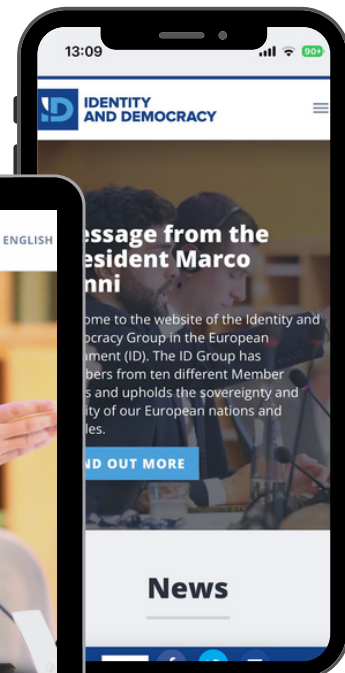 13:09
90+
ID IDENTITY
AND DEMOCRACY
ENGLISH
essage from the
esident Marco
nni
ome to the website of the Identity and
ocracy Group in the European
ament (ID). The ID Group has
bers from ten different Member
s and upholds the sovereignty and
ity of our European nations and
les.
ND OUT MORE
News